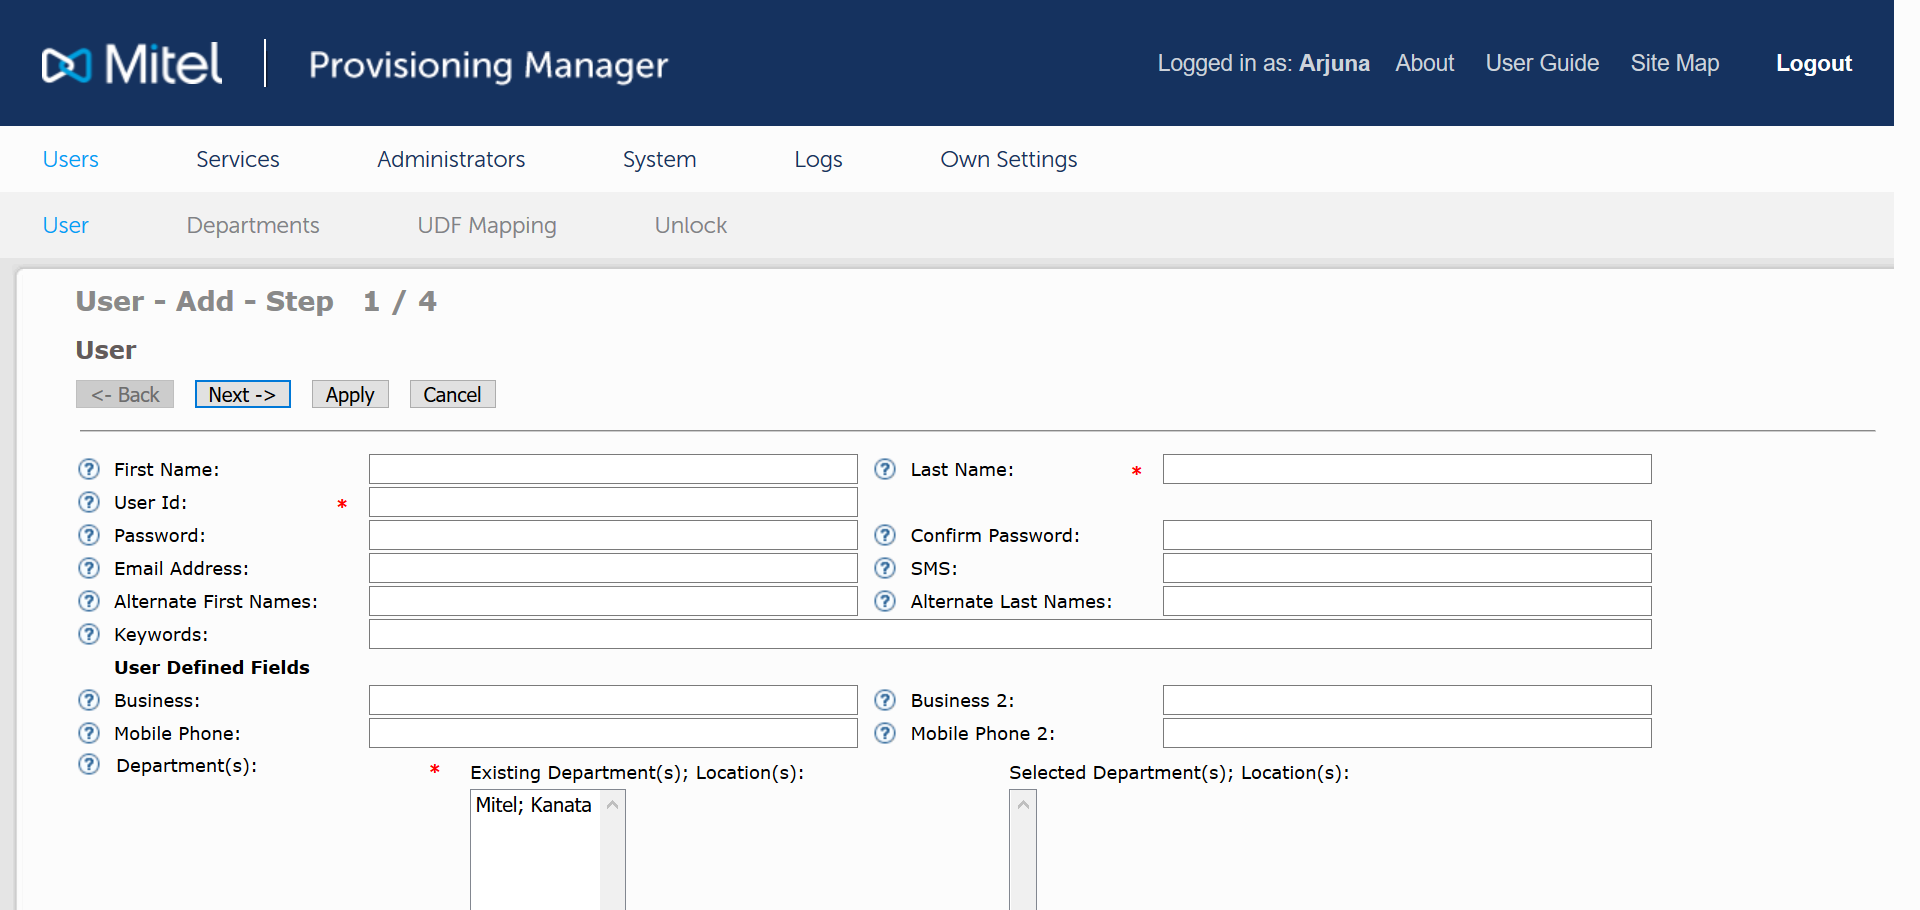 Mitel | Provisioning Manager Logged in as: Arjuna About User Guide Site Map Logout
Users Services Administrators System Logs Own Settings
User Departments UDF Mapping Unlock
User - Add - Step 1 / 4
User
<- Back Next -> Apply Cancel
? First Name: ? Last Name: *
? User Id: *
? Password: ? Confirm Password:
? Email Address: ? SMS:
? Alternate First Names: ? Alternate Last Names:
? Keywords:
User Defined Fields
? Business: ? Business 2:
? Mobile Phone: ? Mobile Phone 2:
? Department(s): * Existing Department(s); Location(s): Selected Department(s); Location(s):
Mitel; Kanata